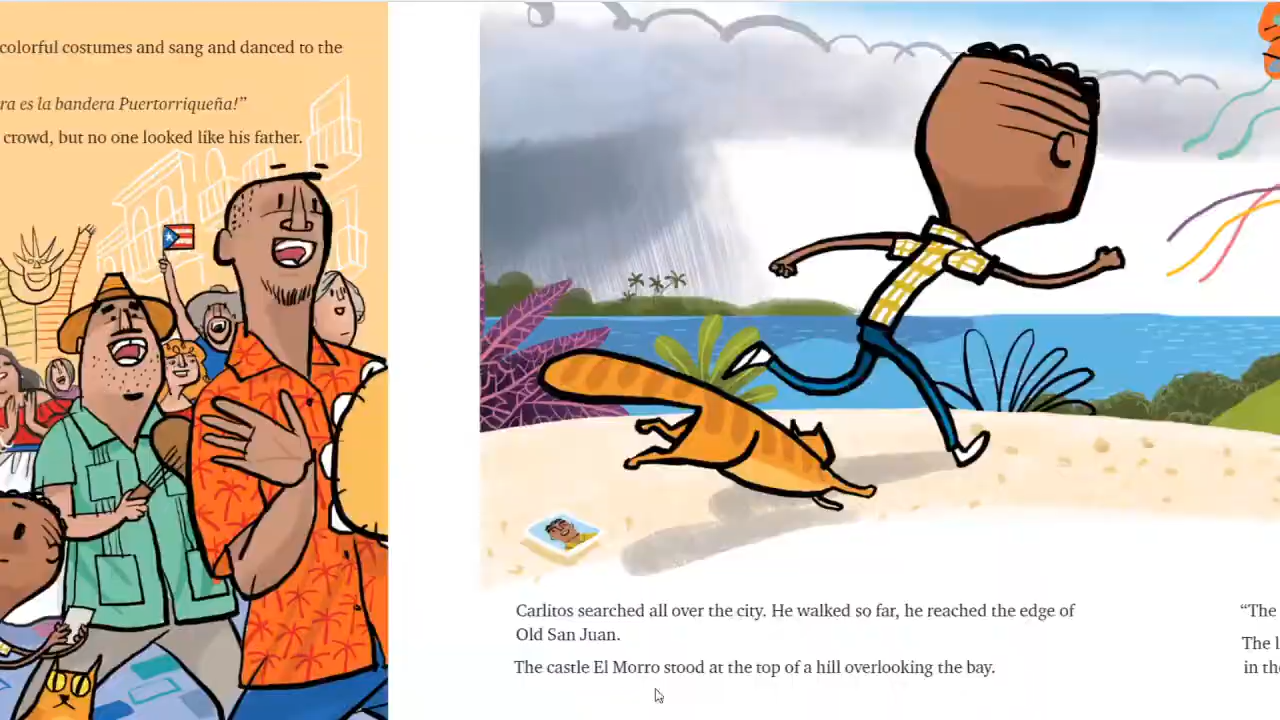 colorful costumes and sang and danced to the
ra es la bandera Puertorriqueña!”
crowd, but no one looked like his father.
Carlitos searched all over the city. He walked so far, he reached the edge of
Old San Juan.
The castle El Morro stood at the top of a hill overlooking the bay.
“The
The l
in th